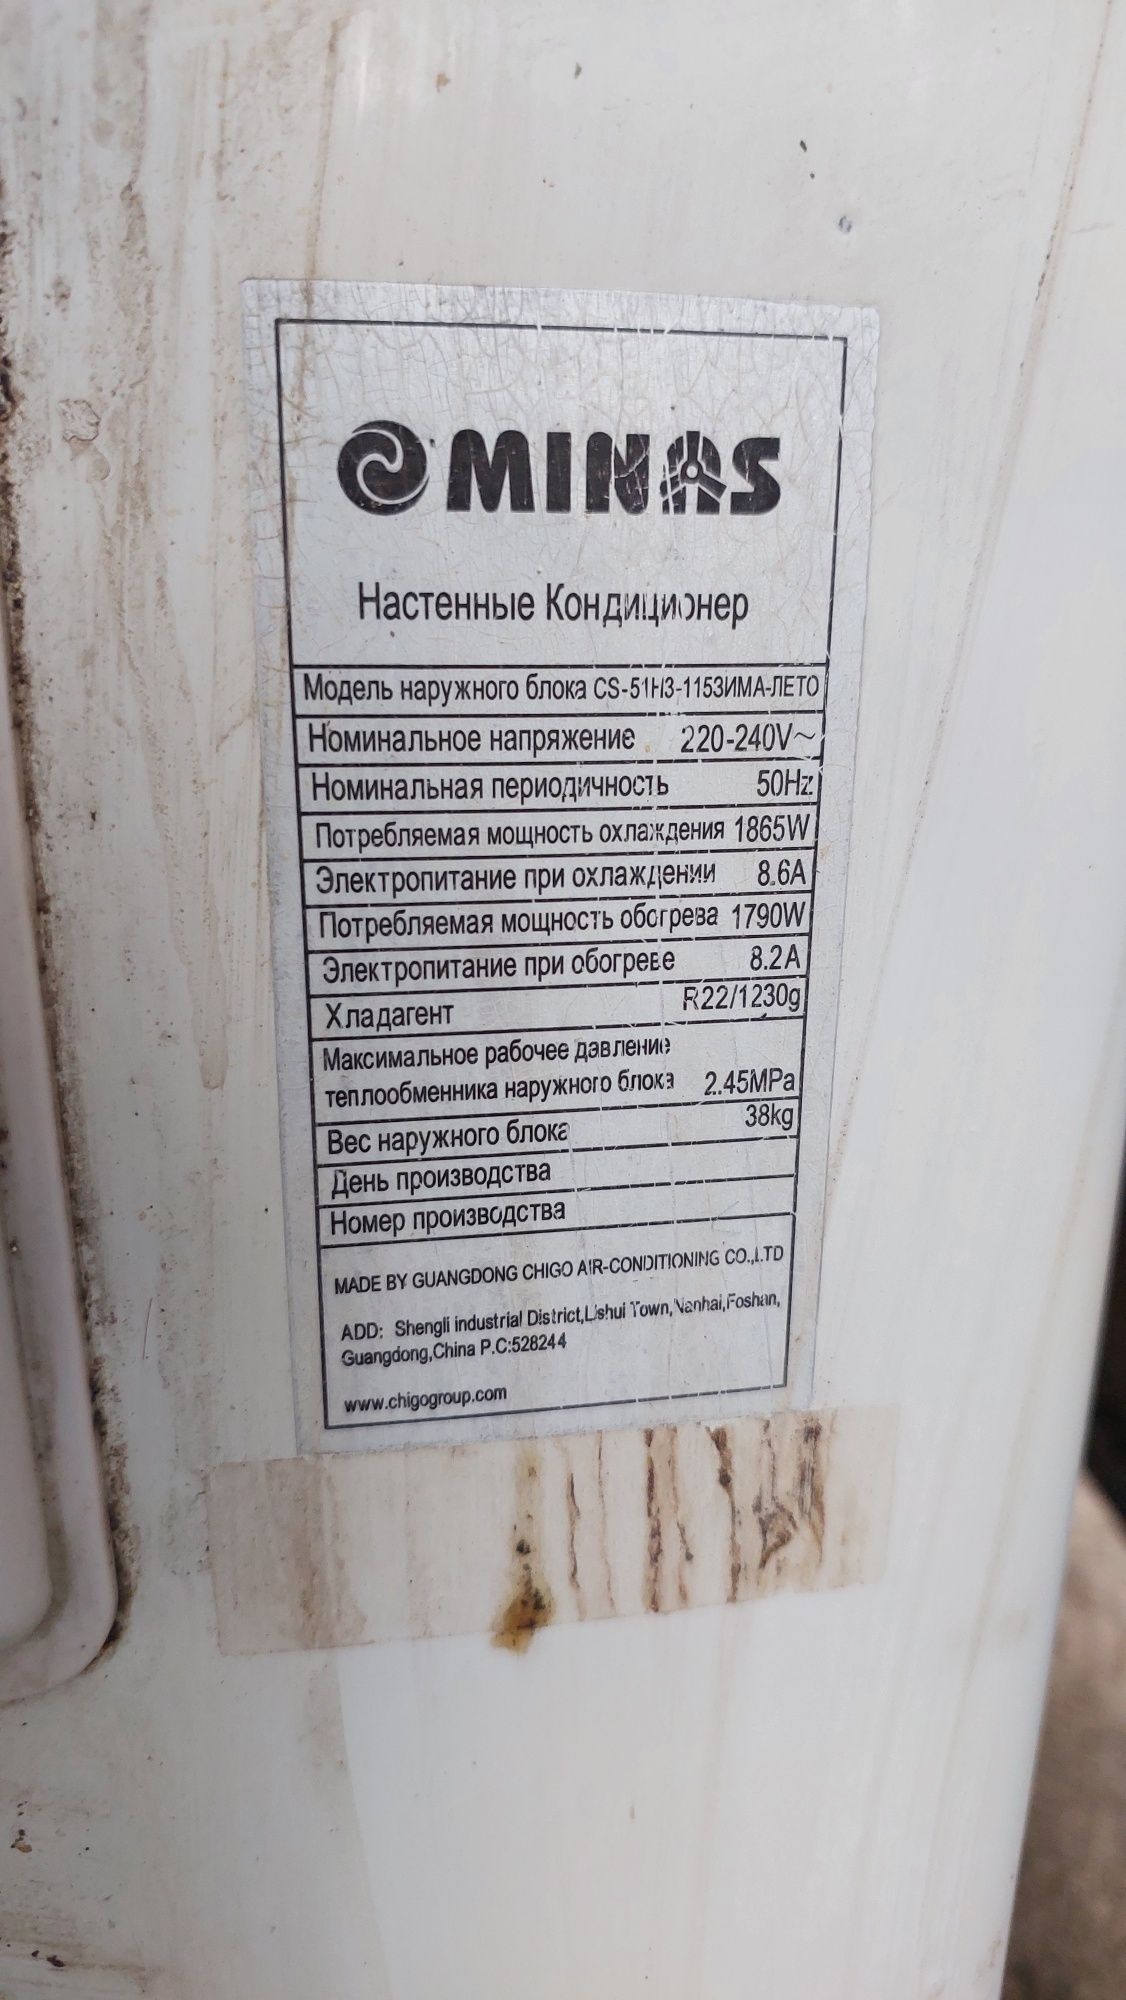 MINAS
Настенные Кондиционер
Модель наружного блока CS-51H3-1153ИМА-ЛЕТО
Номинальное напряжение 220-240V~
Номинальная периодичность 50Hz
Потребляемая мощность охлаждения 1865W
Электропитание при охлаждении 8.6A
Потребляемая мощность обогрева 1790W
Электропитание при обогреве 8.2A
Хладагент R22/1230g
Максимальное рабочее давление
теплообменника наружного блока 2.45MPa
Вес наружного блока 38kg
День производства
Номер производства
MADE BY GUANGDONG CHIGO AIR-CONDITIONING CO.,LTD
ADD: Shengli industrial District,Lishui Town,Nanhai,Foshan,
Guangdong,China P.C:528244
www.chigogroup.com